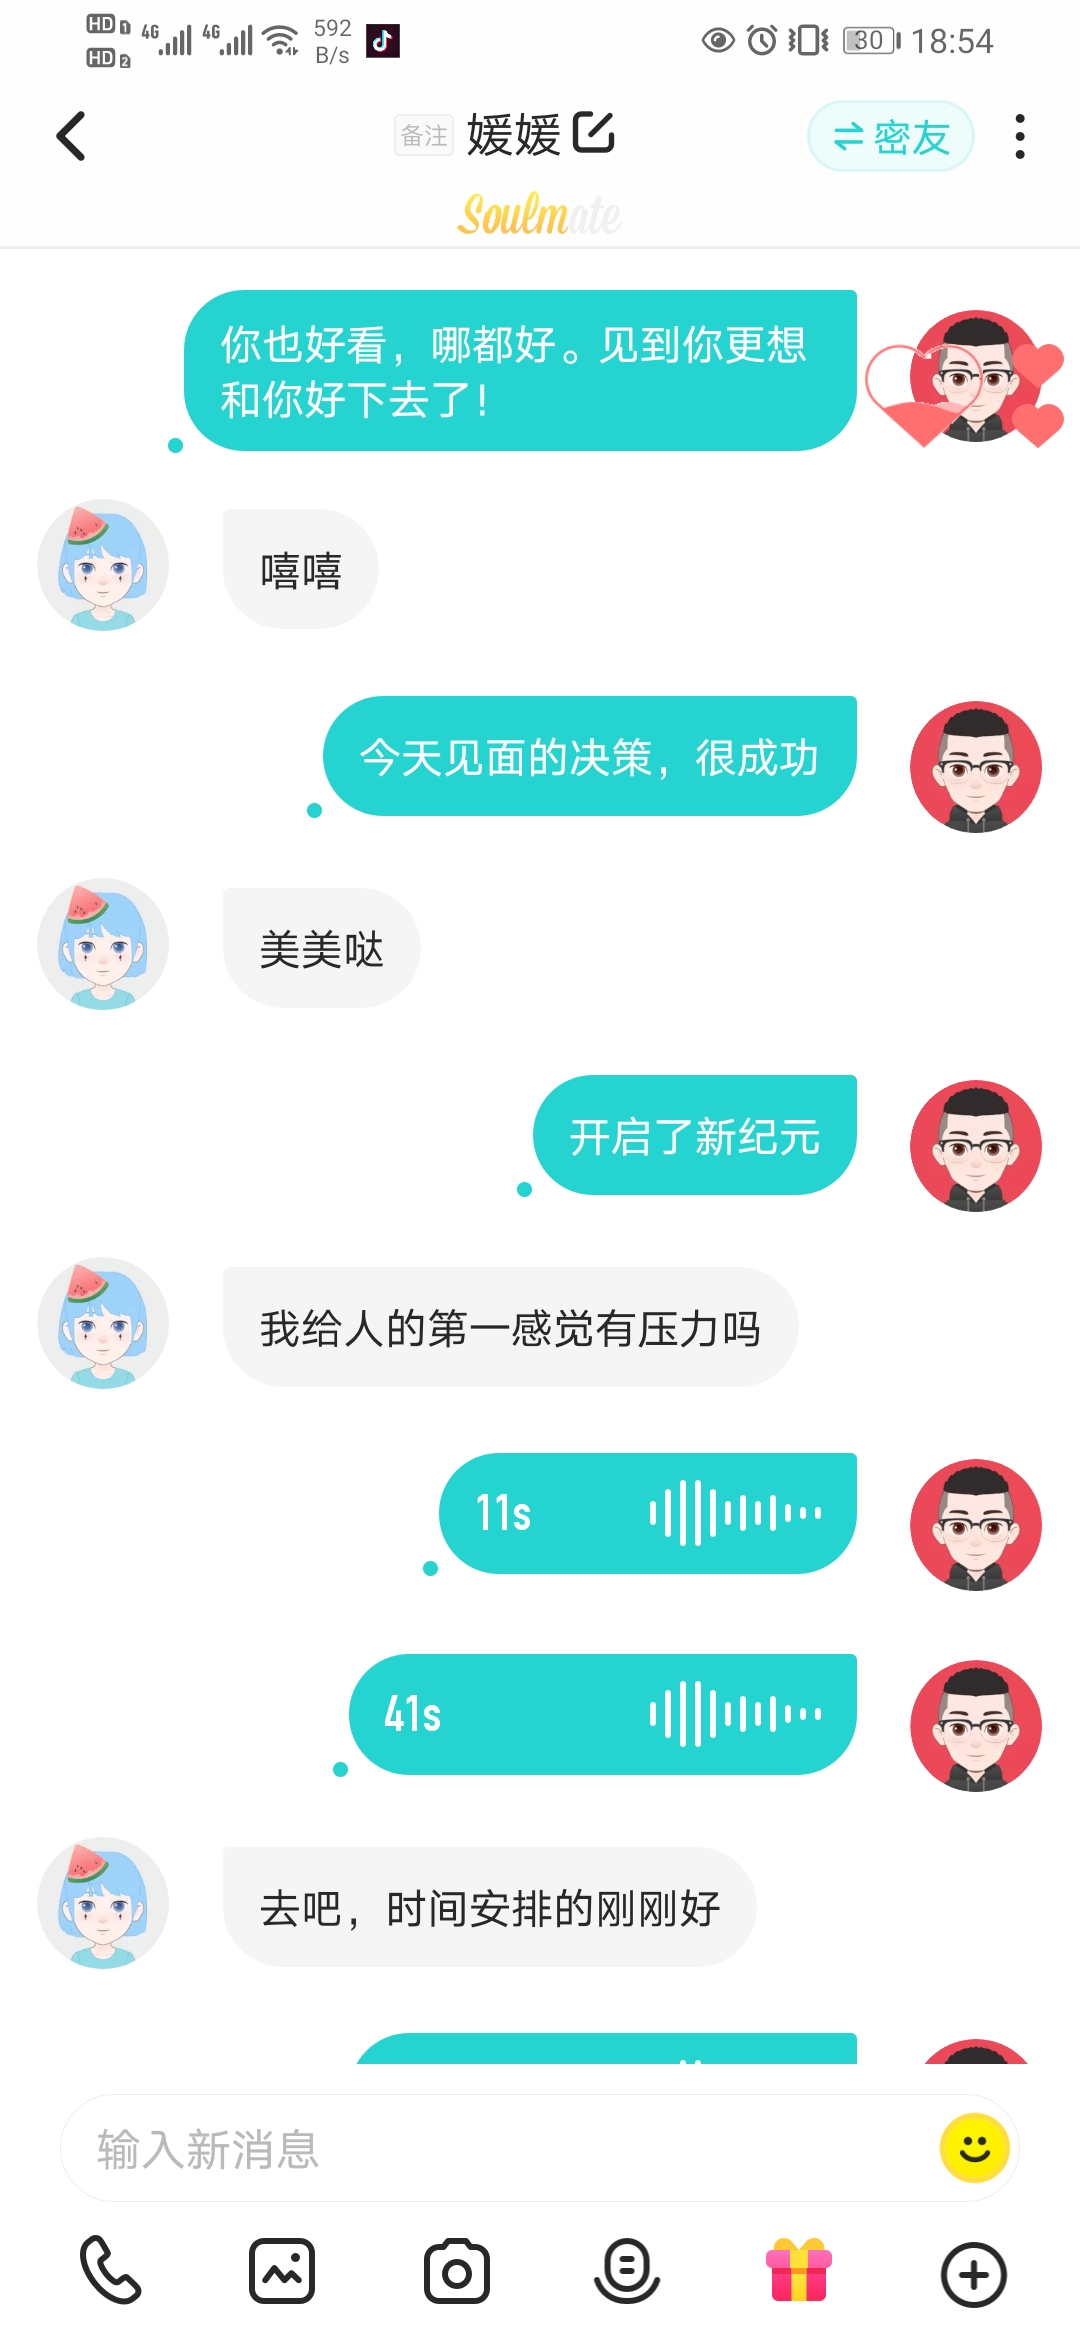 HD 1 4G 4G 592 30 18:54
HD 2 B/s
备注 媛媛 密友
Soulmate
你也好看，哪都好。见到你更想
和你好下去了！
嘻嘻
今天见面的决策，很成功
美美哒
开启了新纪元
我给人的第一感觉有压力吗
11s
41s
去吧，时间安排的刚刚好
输入新消息